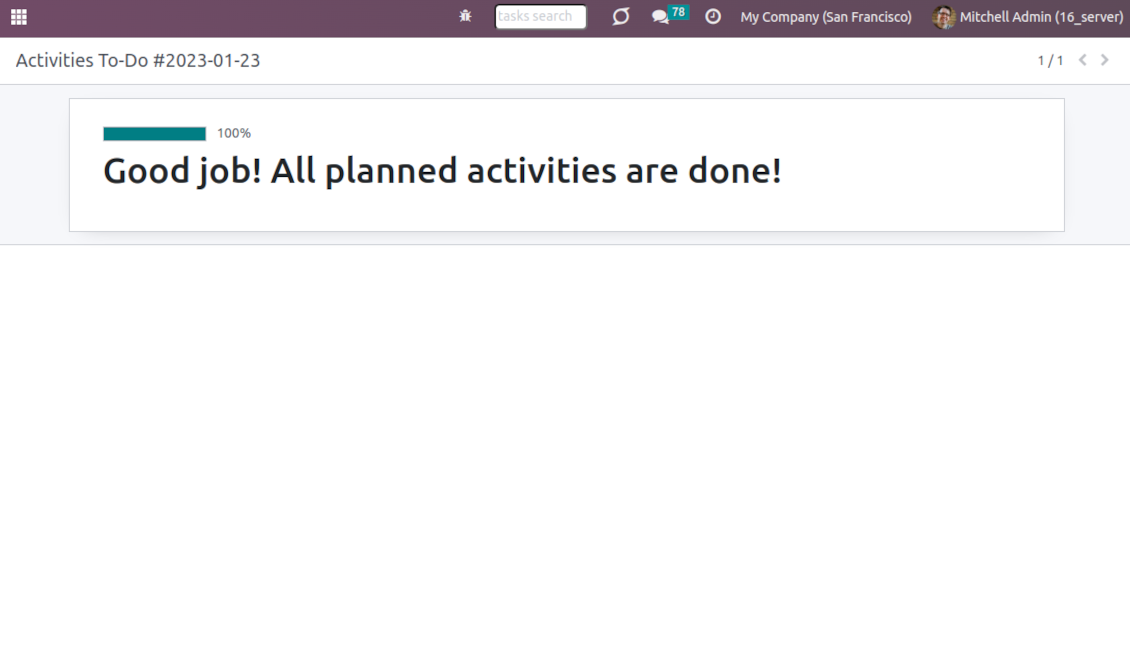 tasks search
78
My Company (San Francisco)
Mitchell Admin (16_server)
Activities To-Do #2023-01-23
1 / 1
100%
Good job! All planned activities are done!